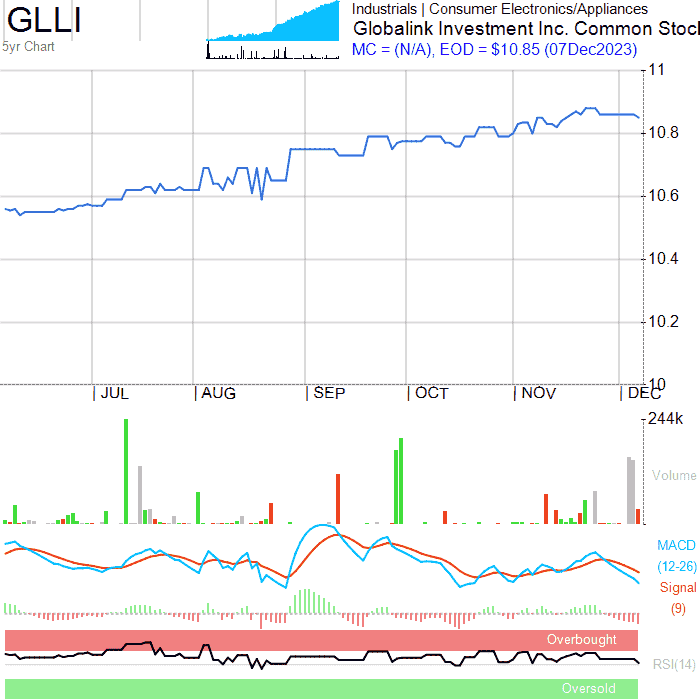 GLLI
5yr Chart
Industrials | Consumer Electronics/Appliances
Globalink Investment Inc. Common Stoc
MC = (N/A), EOD = $10.85 (07Dec2023)
11
10.8
10.6
10.4
10.2
10
JUL AUG SEP OCT NOV DEC
244k
Volume
MACD
(12-26)
Signal
(9)
Overbought
RSI(14)
Oversold